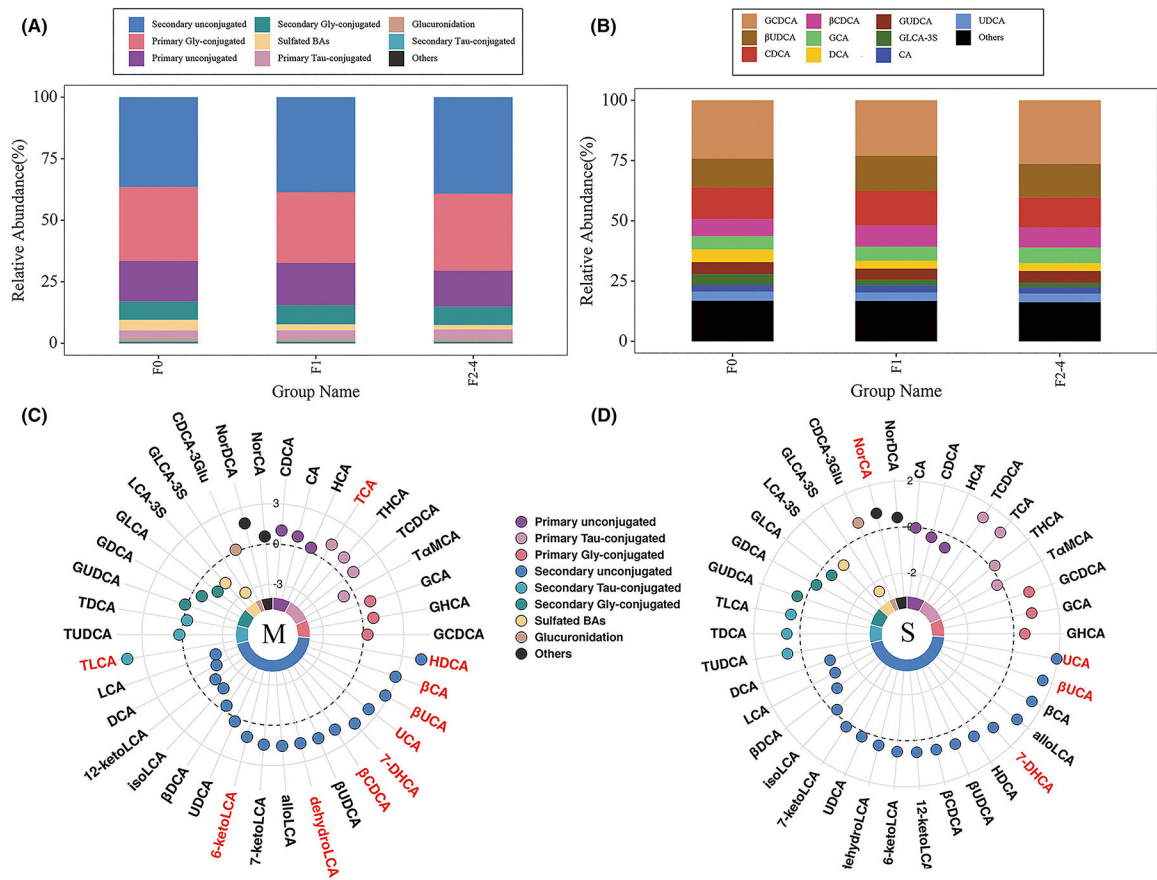 (A)
Secondary unconjugated
Secondary Gly-conjugated
Glucuronidation
Primary Gly-conjugated
Sulfated BAs
Secondary Tau-conjugated
Primary unconjugated
Primary Tau-conjugated
Others
Relative Abundance(%)
100
75
50
25
0
F0
F1
F2-4
Group Name
(B)
GCDCA
βCDCA
GUDCA
UDCA
βUDCA
GCA
GLCA-3S
Others
CDCA
DCA
CA
Relative Abundance(%)
100
75
50
25
0
F0
F1
F2-4
Group Name
(C)
CDCA
CA
HCA
TCA
THCA
TCDCA
TαMCA
GCA
GHCA
GCDCA
HDCA
βCA
βUCA
UCA
7-DHCA
βCDCA
βUDCA
dehydroLCA
alloLCA
7-ketoLCA
6-ketoLCA
UDCA
βDCA
isoLCA
12-ketoLCA
DCA
LCA
TLCA
TUDCA
TDCA
GUDCA
GDCA
GLCA
LCA-3S
GLCA-3S
CDCA-3Glu
NorDCA
NorCA
3
0
-3
M
Primary unconjugated
Primary Tau-conjugated
Primary Gly-conjugated
Secondary unconjugated
Secondary Tau-conjugated
Secondary Gly-conjugated
Sulfated BAs
Glucuronidation
Others
(D)
CA
CDCA
HCA
TCDCA
TCA
THCA
TαMCA
GCDCA
GCA
GHCA
UCA
βUCA
βCA
alloLCA
7-DHCA
HDCA
βUDCA
βCDCA
12-ketoLCA
6-ketoLCA
dehydroLCA
UDCA
7-ketoLCA
isoLCA
βDCA
LCA
DCA
TUDCA
TDCA
TLCA
GUDCA
GDCA
GLCA
LCA-3S
GLCA-3S
CDCA-3Glu
NorCA
NorDCA
2
0
-2
S